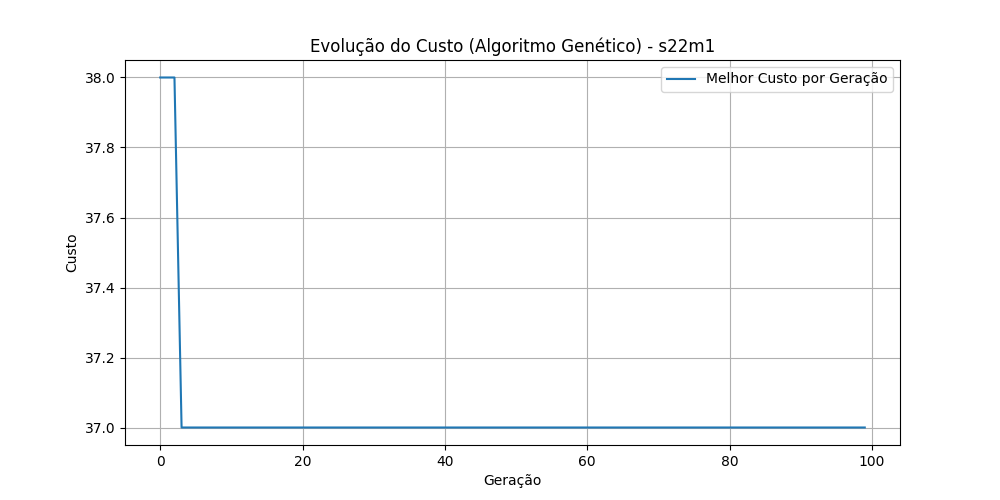 Evolução do Custo (Algoritmo Genético) - s22m1
Melhor Custo por Geração
38.0
37.8
37.6
37.4
37.2
37.0
Custo
0 20 40 60 80 100
Geração